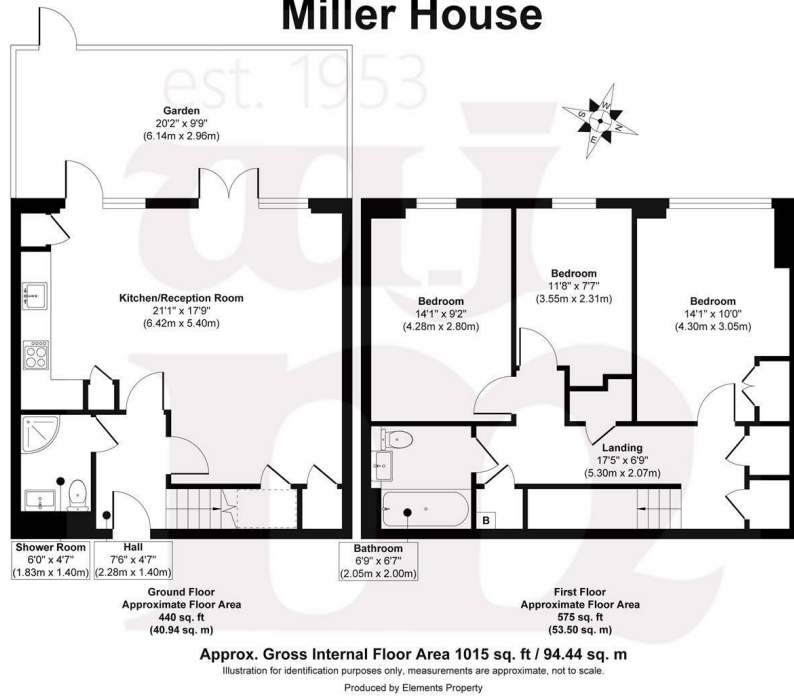 Miller House
est. 1953
Garden
20'2" x 9'9"
(6.14m x 2.96m)
W
S
N
E
Kitchen/Reception Room
21'1" x 17'9"
(6.42m x 5.40m)
Bedroom
14'1" x 9'2"
(4.28m x 2.80m)
Bedroom
11'8" x 7'7"
(3.55m x 2.31m)
Bedroom
14'1" x 10'0"
(4.30m x 3.05m)
Landing
17'5" x 6'9"
(5.30m x 2.07m)
B
Shower Room
6'0" x 4'7"
(1.83m x 1.40m)
Hall
7'6" x 4'7"
(2.28m x 1.40m)
Bathroom
6'9" x 6'7"
(2.05m x 2.00m)
Ground Floor
Approximate Floor Area
440 sq. ft
(40.94 sq. m)
First Floor
Approximate Floor Area
575 sq. ft
(53.50 sq. m)
Approx. Gross Internal Floor Area 1015 sq. ft / 94.44 sq. m
Illustration for identification purposes only, measurements are approximate, not to scale.
Produced by Elements Property